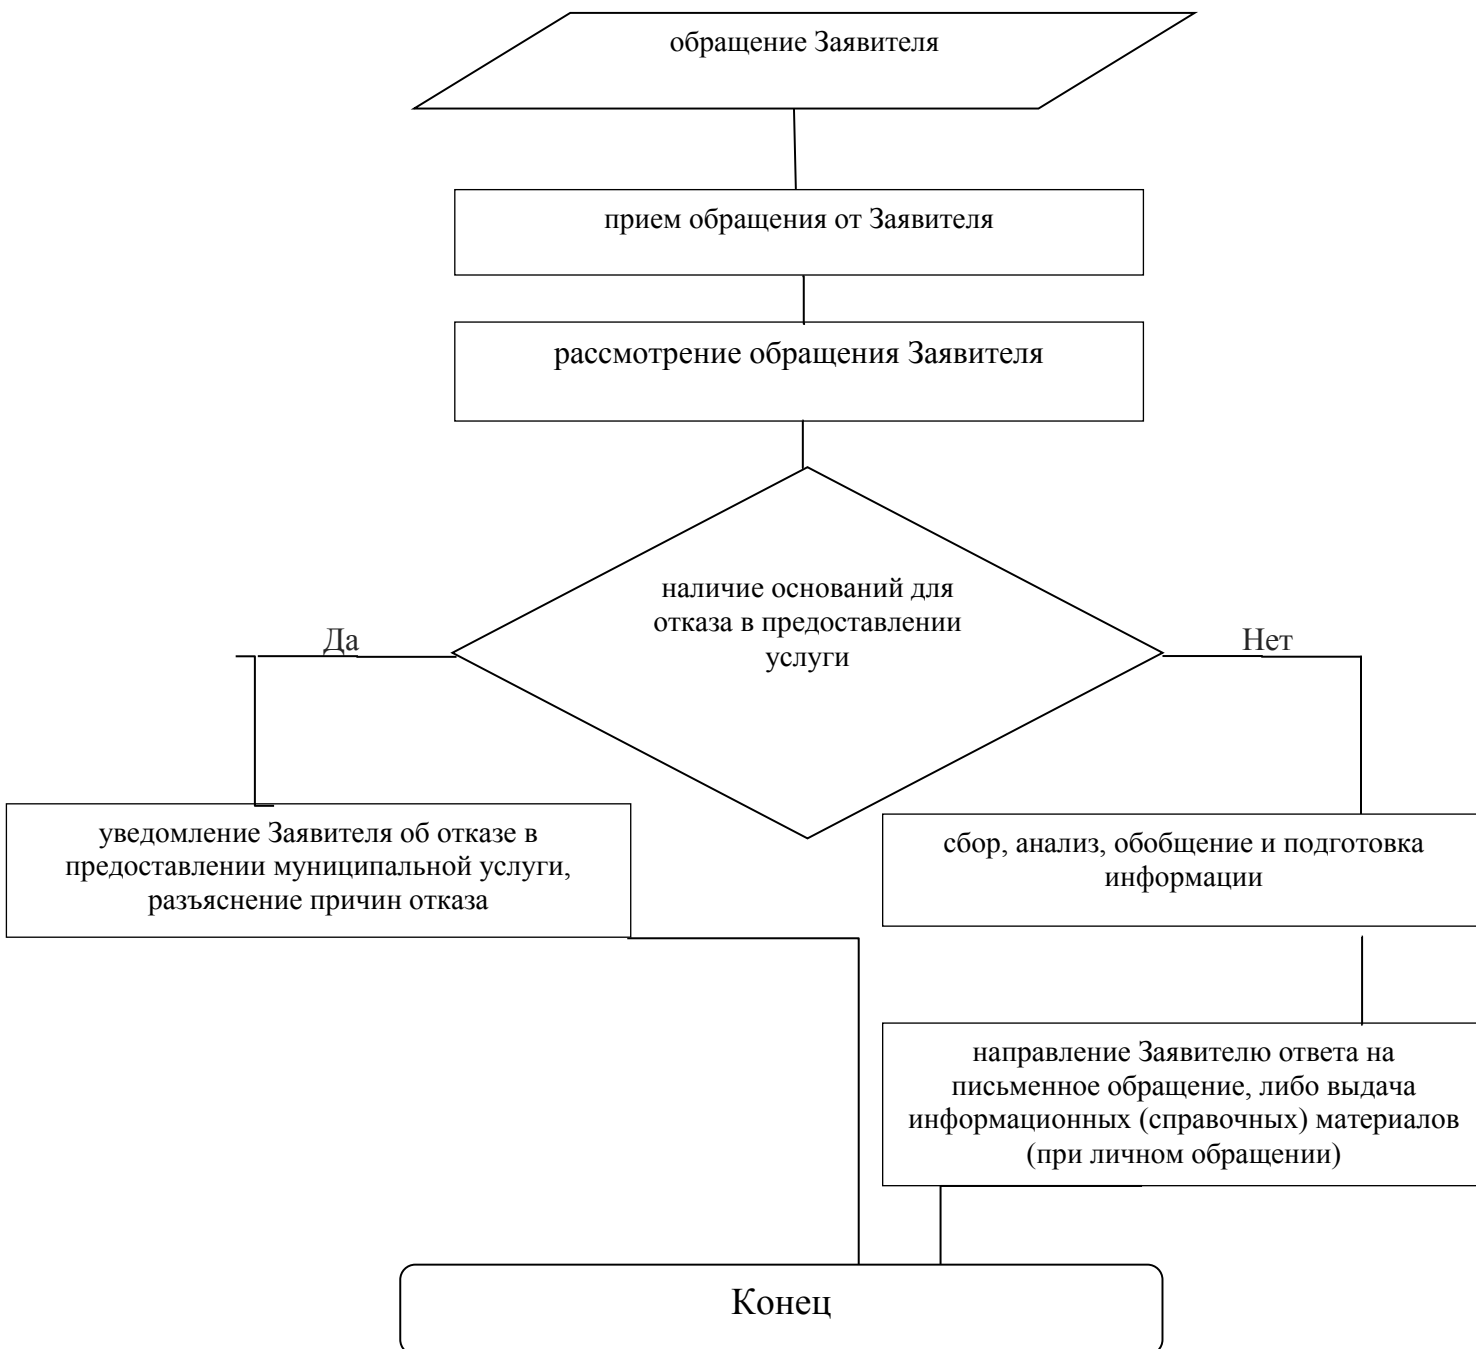 обращение Заявителя
прием обращения от Заявителя
рассмотрение обращения Заявителя
наличие оснований для
отказа в предоставлении
услуги
Да
Нет
уведомление Заявителя об отказе в
предоставлении муниципальной услуги,
разъяснение причин отказа
сбор, анализ, обобщение и подготовка
информации
направление Заявителю ответа на
письменное обращение, либо выдача
информационных (справочных) материалов
(при личном обращении)
Конец